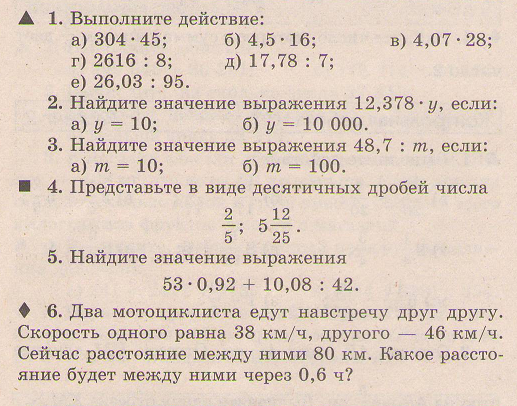 ▲ 1. Выполните действие:
а) 304 · 45; б) 4,5 · 16; в) 4,07 · 28;
г) 2616 : 8; д) 17,78 : 7;
е) 26,03 : 95.
2. Найдите значение выражения 12,378 · y, если:
а) y = 10; б) y = 10 000.
3. Найдите значение выражения 48,7 : m, если:
а) m = 10; б) m = 100.
■ 4. Представьте в виде десятичных дробей числа
2/5; 5 12/25.
5. Найдите значение выражения
53 · 0,92 + 10,08 : 42.
♦ 6. Два мотоциклиста едут навстречу друг другу.
Скорость одного равна 38 км/ч, другого — 46 км/ч.
Сейчас расстояние между ними 80 км. Какое рассто-
яние будет между ними через 0,6 ч?